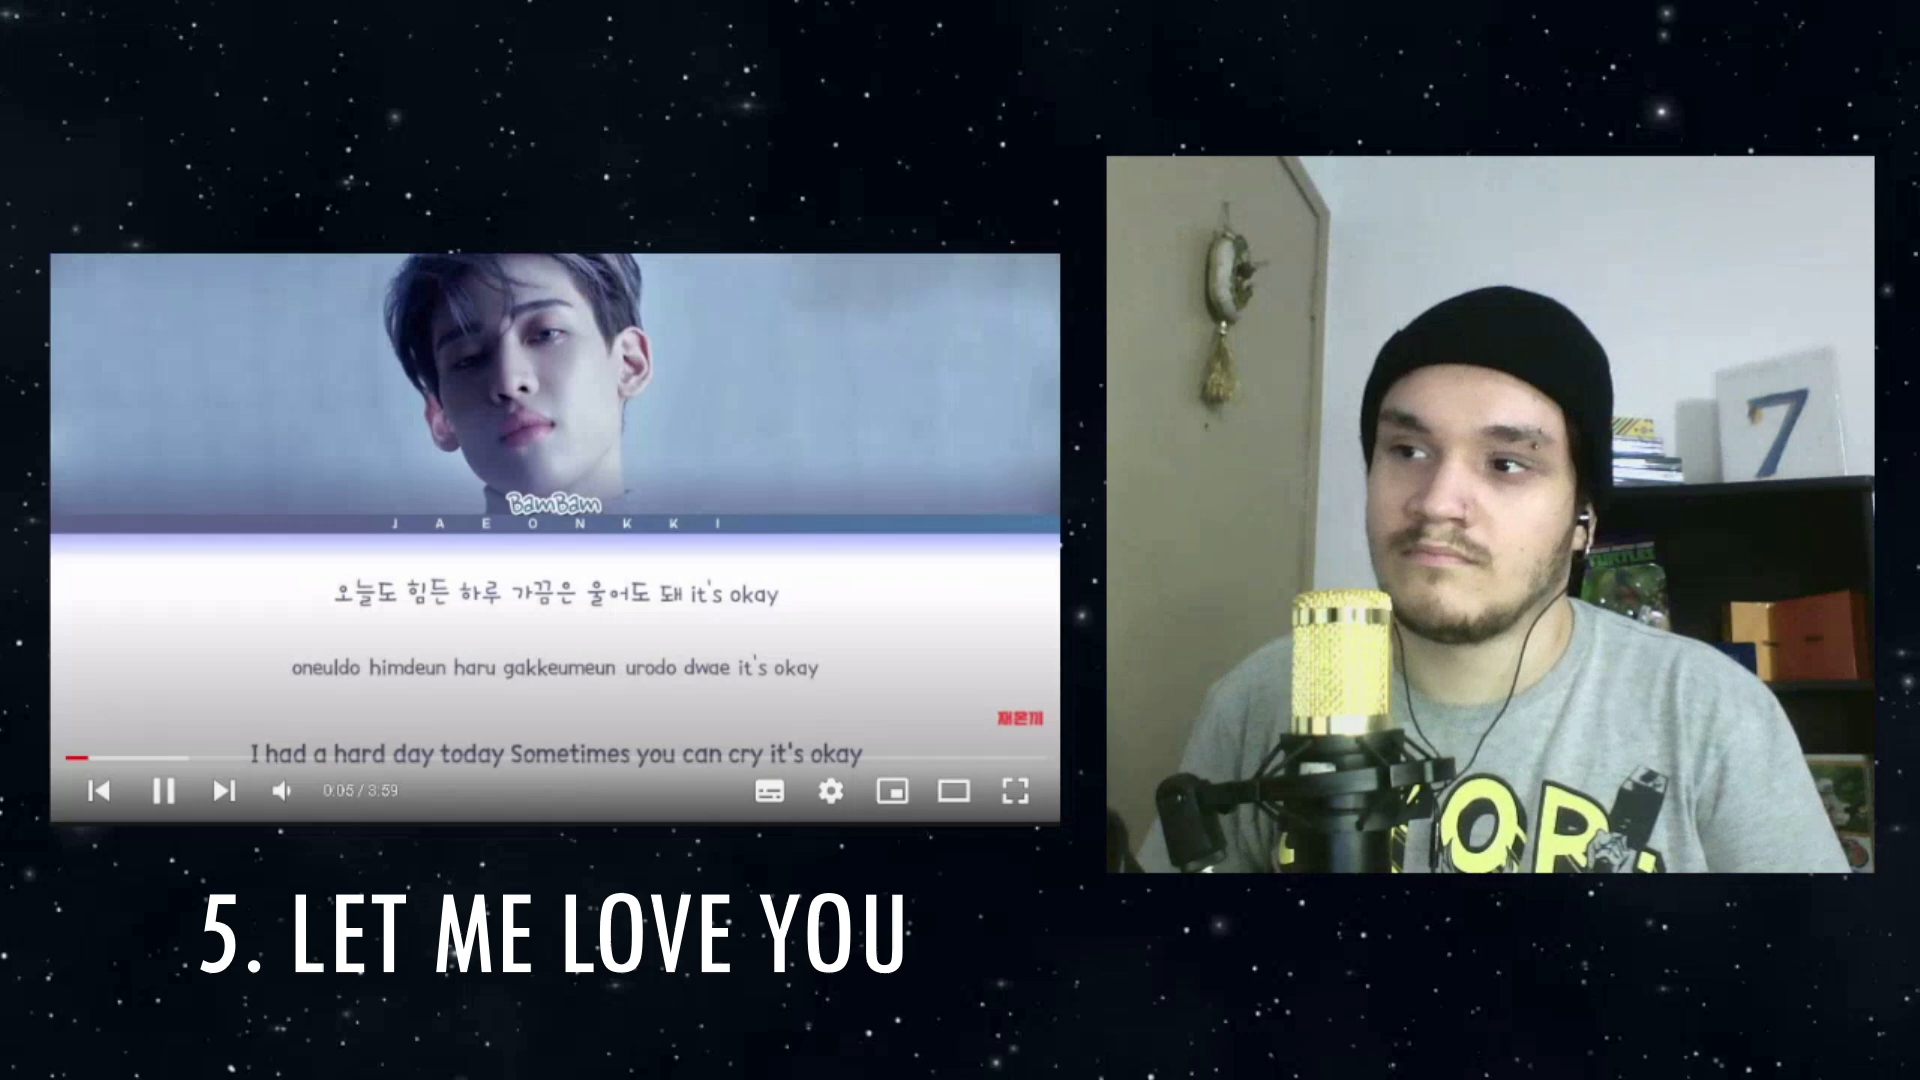 BamBam
JAEONKKI
오늘도 힘든 하루 가끔은 울어도 돼 it's okay
oneuldo himdeun haru gakkeumeun urodo dwae it's okay
재온끼
I had a hard day today Sometimes you can cry it's okay
0:05 / 3:59
5. LET ME LOVE YOU
7
TURTLES